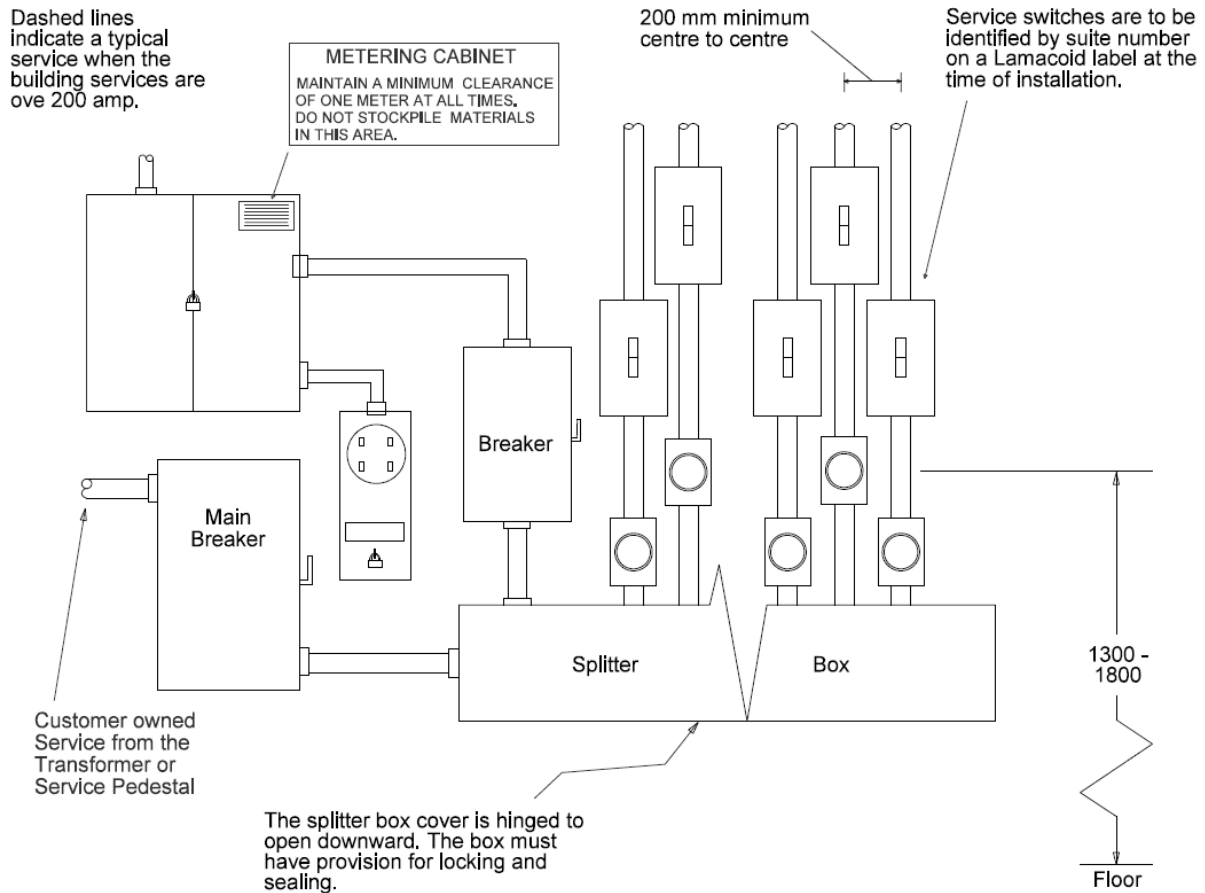 Dashed lines
indicate a typical
service when the
building services are
ove 200 amp.
METERING CABINET
MAINTAIN A MINIMUM CLEARANCE
OF ONE METER AT ALL TIMES.
DO NOT STOCKPILE MATERIALS
IN THIS AREA.
200 mm minimum
centre to centre
Service switches are to be
identified by suite number
on a Lamacoid label at the
time of installation.
Breaker
Main
Breaker
Splitter
Box
1300 -
1800
Customer owned
Service from the
Transformer or
Service Pedestal
The splitter box cover is hinged to
open downward. The box must
have provision for locking and
sealing.
Floor